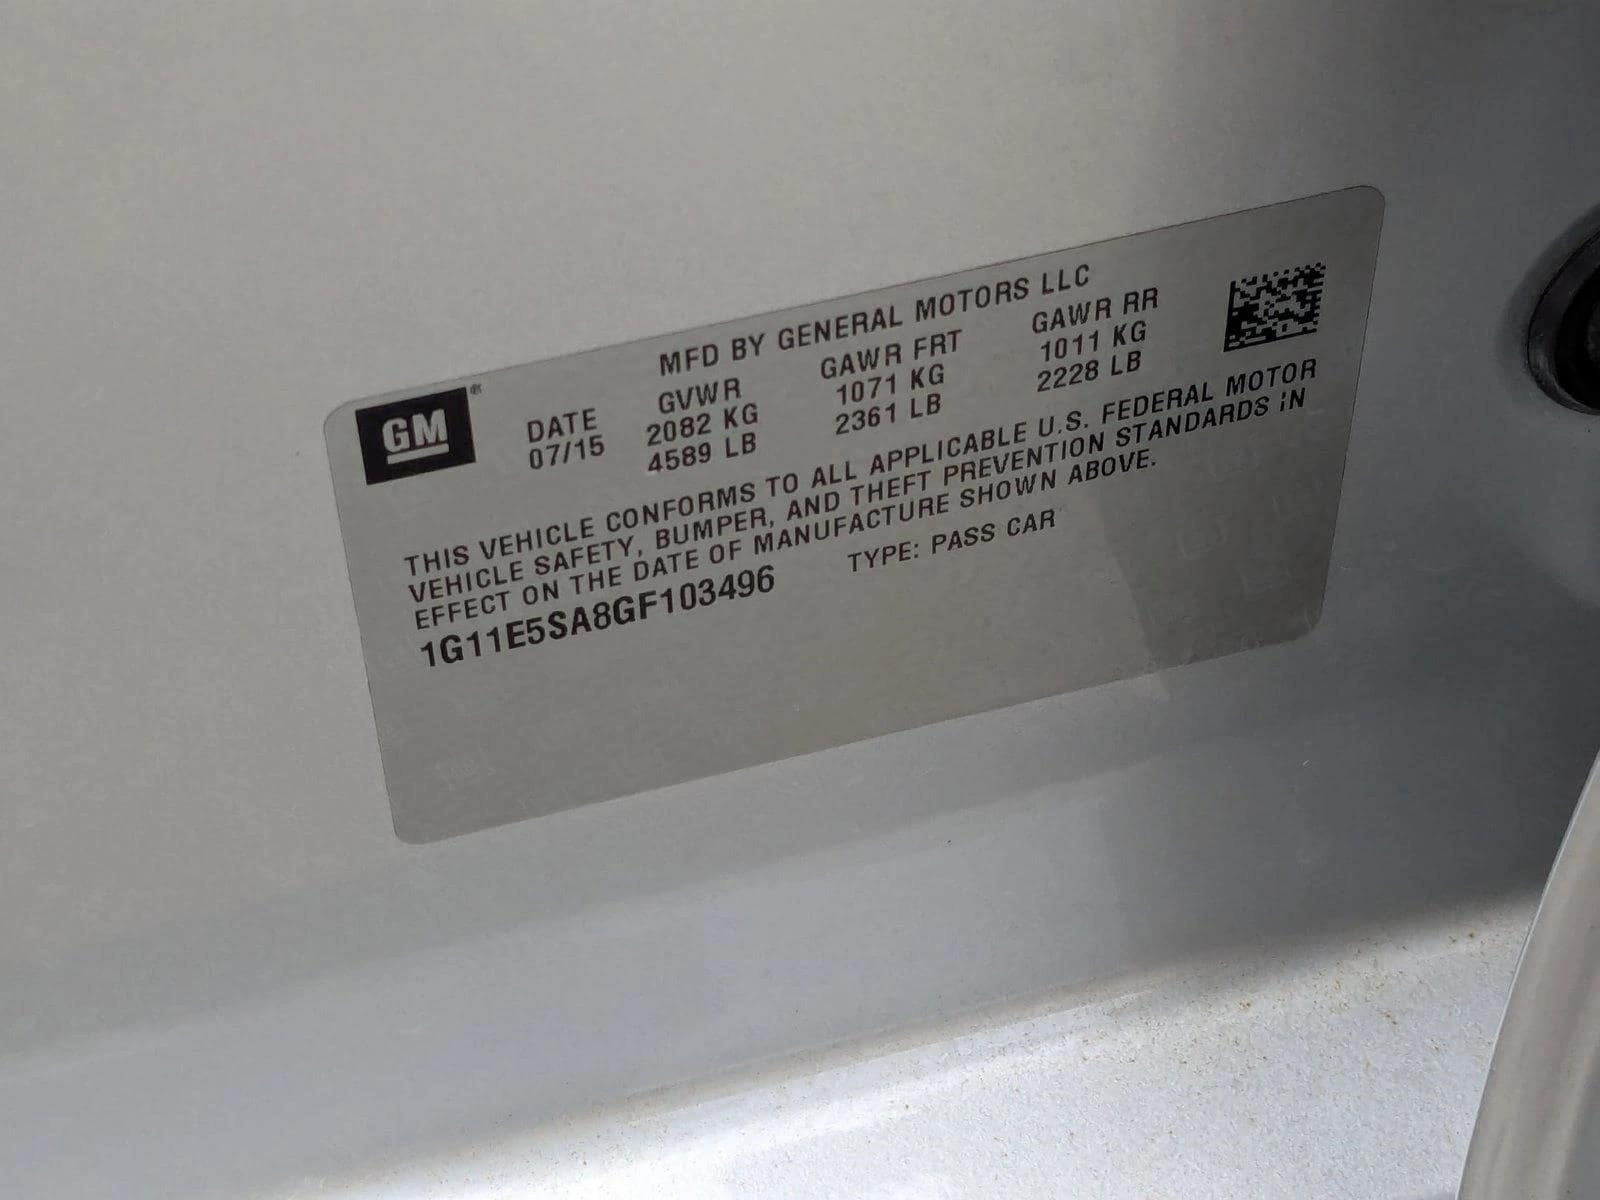 GM ®
MFD BY GENERAL MOTORS LLC
DATE GVWR GAWR FRT GAWR RR
07/15 2082 KG 1071 KG 1011 KG
4589 LB 2361 LB 2228 LB
THIS VEHICLE CONFORMS TO ALL APPLICABLE U.S. FEDERAL MOTOR
VEHICLE SAFETY, BUMPER, AND THEFT PREVENTION STANDARDS IN
EFFECT ON THE DATE OF MANUFACTURE SHOWN ABOVE.
1G11E5SA8GF103496 TYPE: PASS CAR